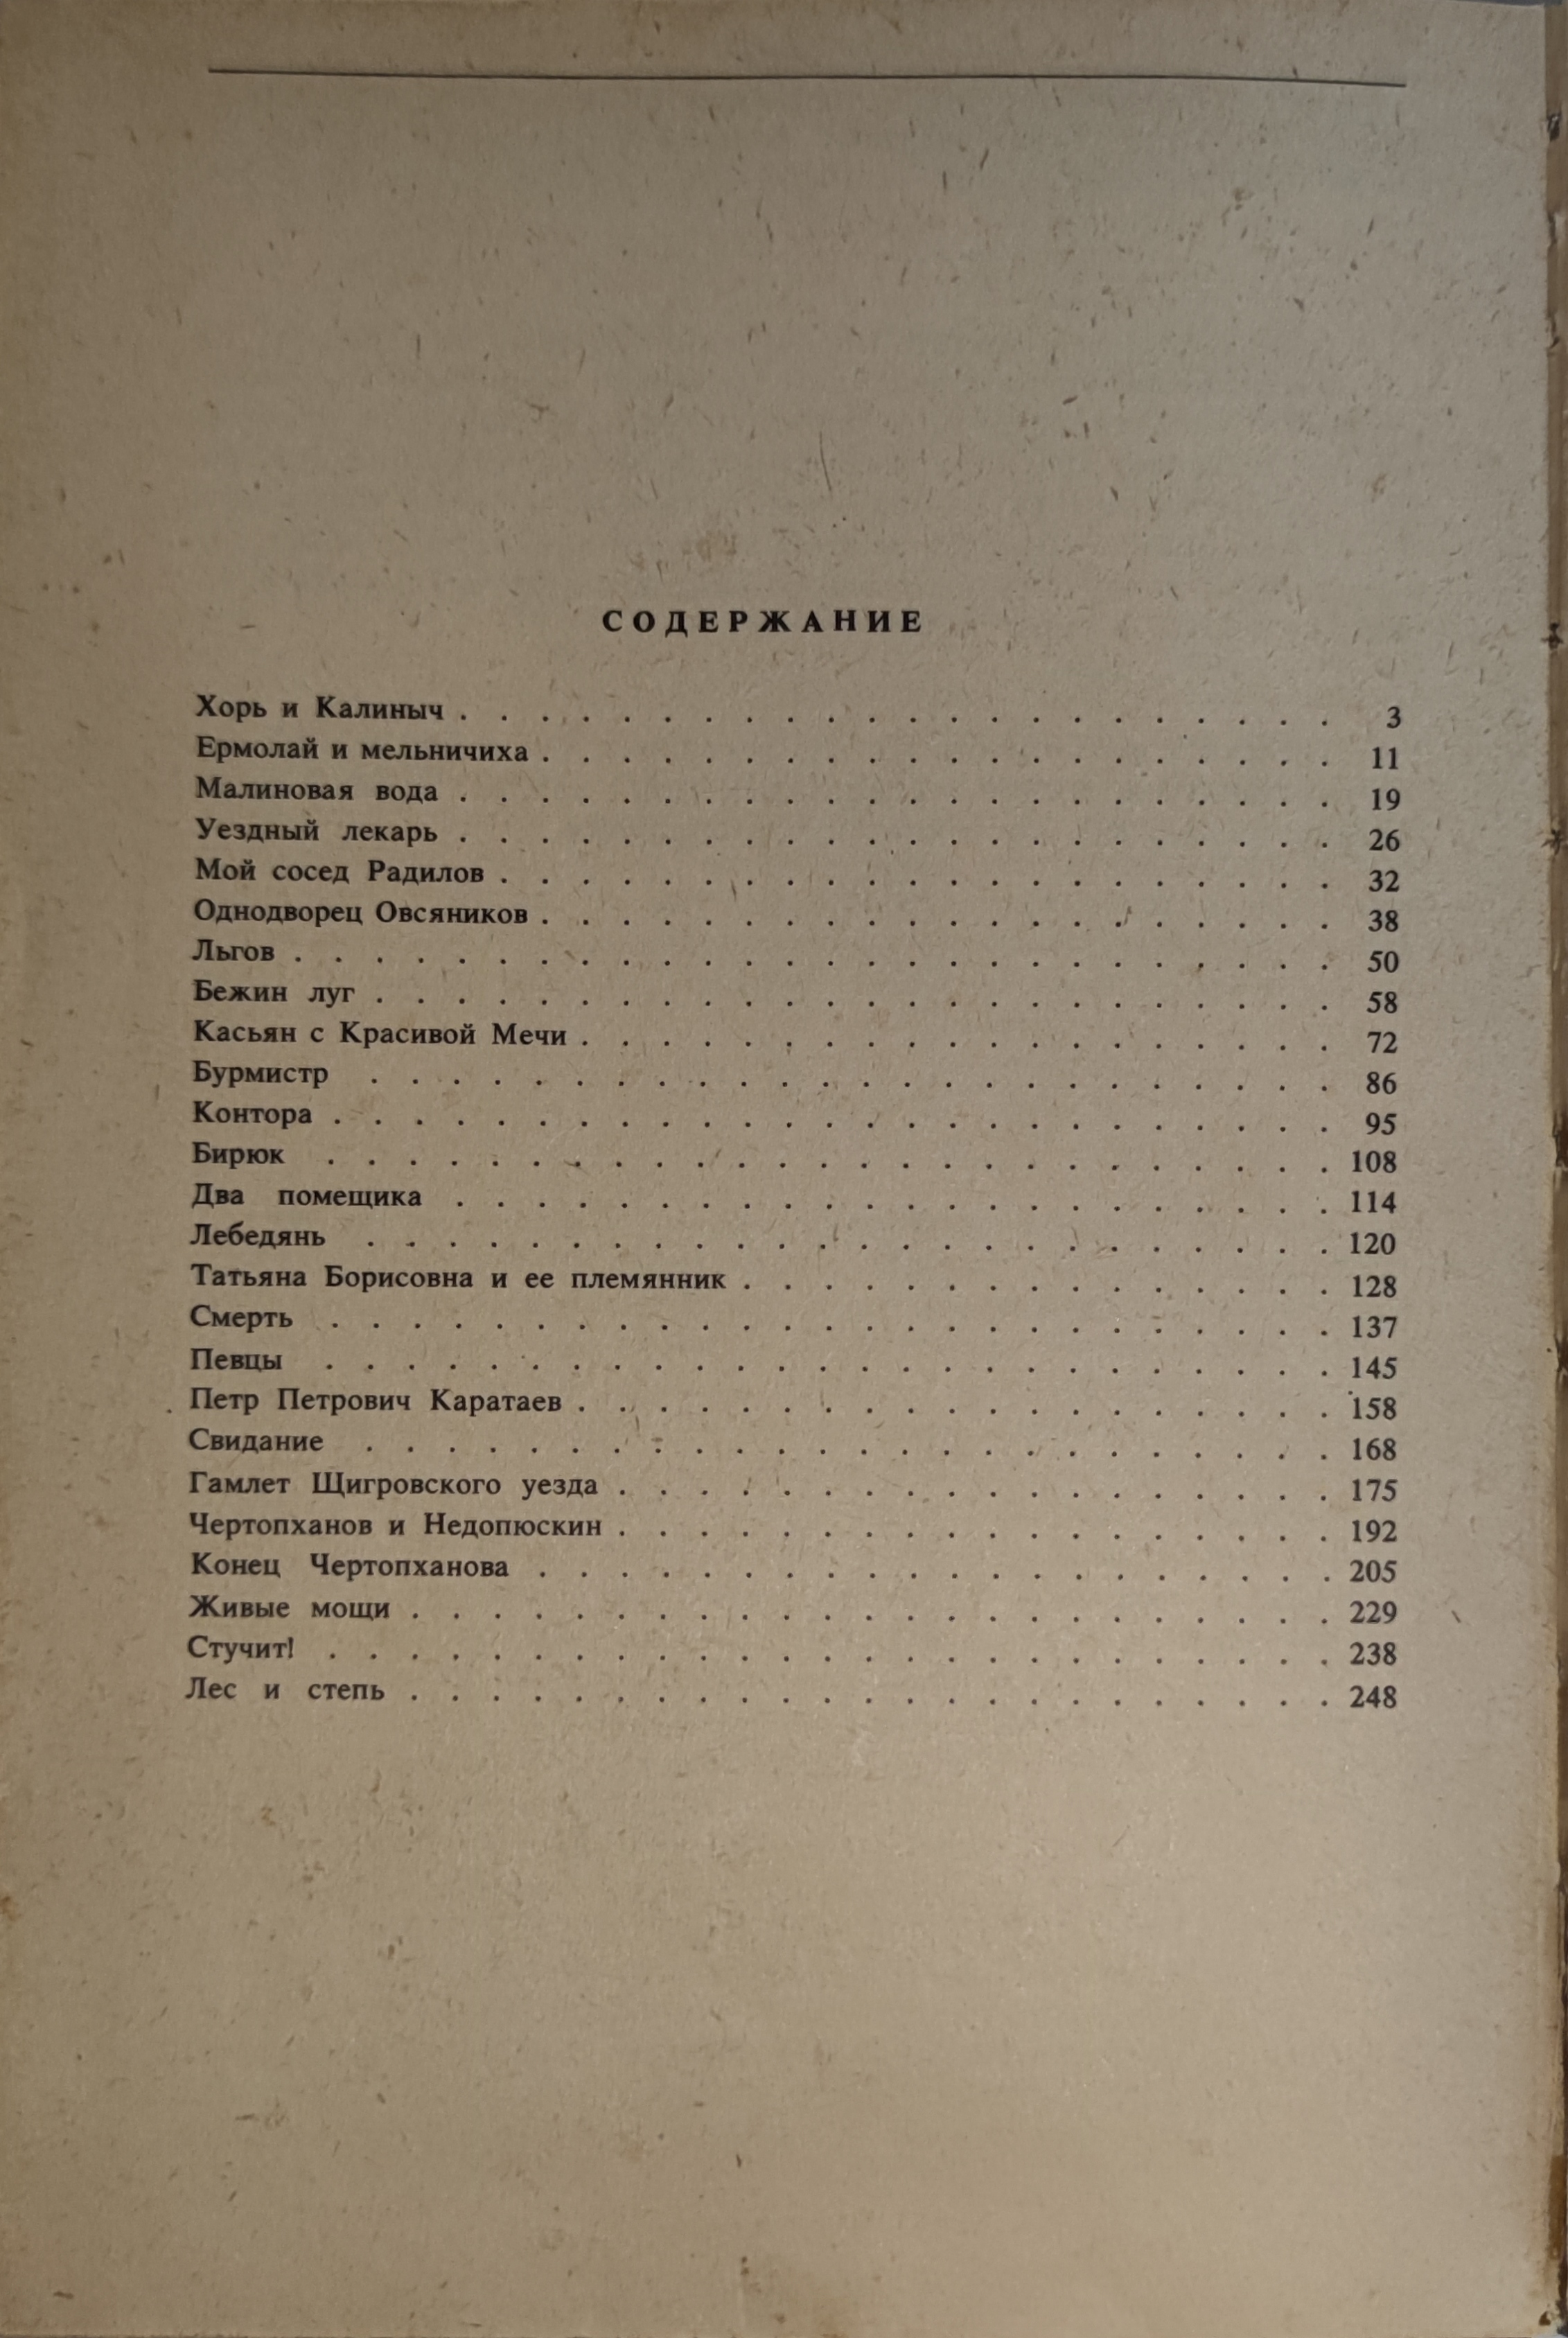 СОДЕРЖАНИЕ
Хорь и Калиныч . . . . . . . . . . . . . . . . . . . . . . 3
Ермолай и мельничиха . . . . . . . . . . . . . . . . . . . . 11
Малиновая вода . . . . . . . . . . . . . . . . . . . . . . 19
Уездный лекарь . . . . . . . . . . . . . . . . . . . . . . 26
Мой сосед Радилов . . . . . . . . . . . . . . . . . . . . . 32
Однодворец Овсяников . . . . . . . . . . . . . . . . . . . . 38
Льгов . . . . . . . . . . . . . . . . . . . . . . . . . . 50
Бежин луг . . . . . . . . . . . . . . . . . . . . . . . . 58
Касьян с Красивой Мечи . . . . . . . . . . . . . . . . . . . 72
Бурмистр . . . . . . . . . . . . . . . . . . . . . . . . 86
Контора . . . . . . . . . . . . . . . . . . . . . . . . . 95
Бирюк . . . . . . . . . . . . . . . . . . . . . . . . . 108
Два помещика . . . . . . . . . . . . . . . . . . . . . . 114
Лебедянь . . . . . . . . . . . . . . . . . . . . . . . . 120
Татьяна Борисовна и ее племянник . . . . . . . . . . . . . . . 128
Смерть . . . . . . . . . . . . . . . . . . . . . . . . . 137
Певцы . . . . . . . . . . . . . . . . . . . . . . . . . 145
Петр Петрович Каратаев . . . . . . . . . . . . . . . . . . . 158
Свидание . . . . . . . . . . . . . . . . . . . . . . . . 168
Гамлет Щигровского уезда . . . . . . . . . . . . . . . . . . 175
Чертопханов и Недопюскин . . . . . . . . . . . . . . . . . . 192
Конец Чертопханова . . . . . . . . . . . . . . . . . . . . 205
Живые мощи . . . . . . . . . . . . . . . . . . . . . . . 229
Стучит! . . . . . . . . . . . . . . . . . . . . . . . . . 238
Лес и степь . . . . . . . . . . . . . . . . . . . . . . . 248